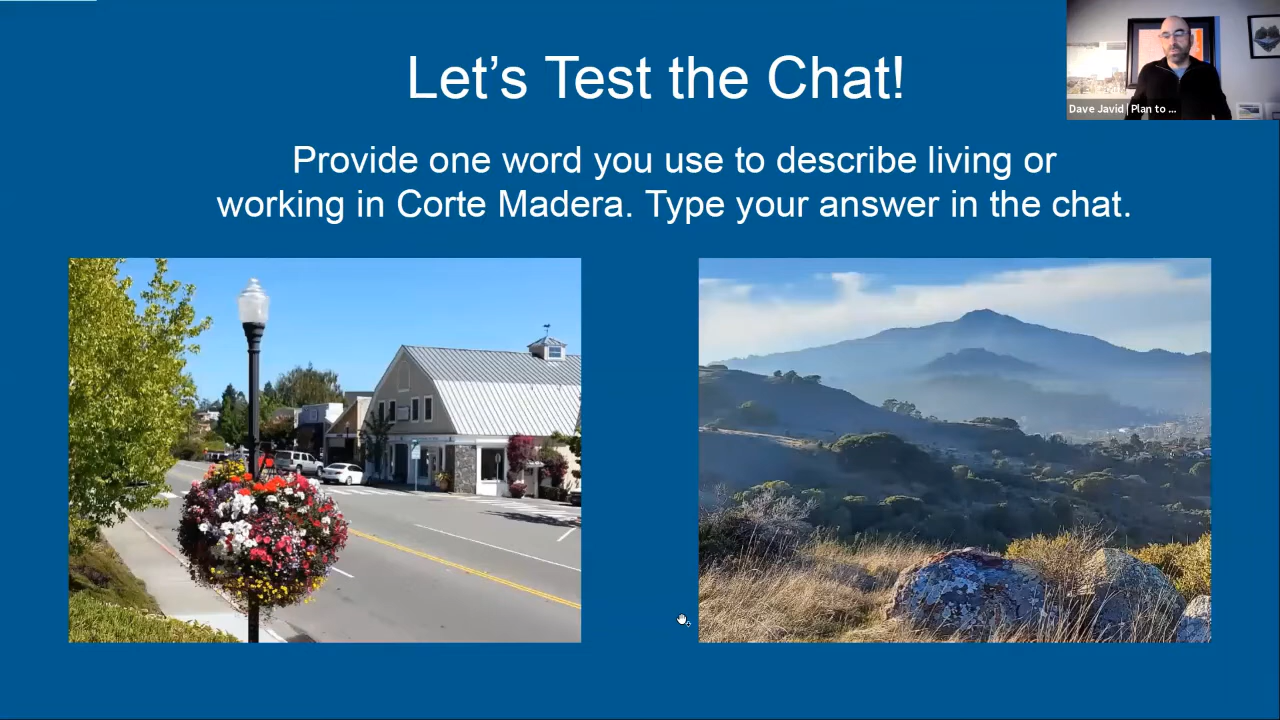 Let's Test the Chat!
Provide one word you use to describe living or
working in Corte Madera. Type your answer in the chat.
Dave Javid | Plan to ...